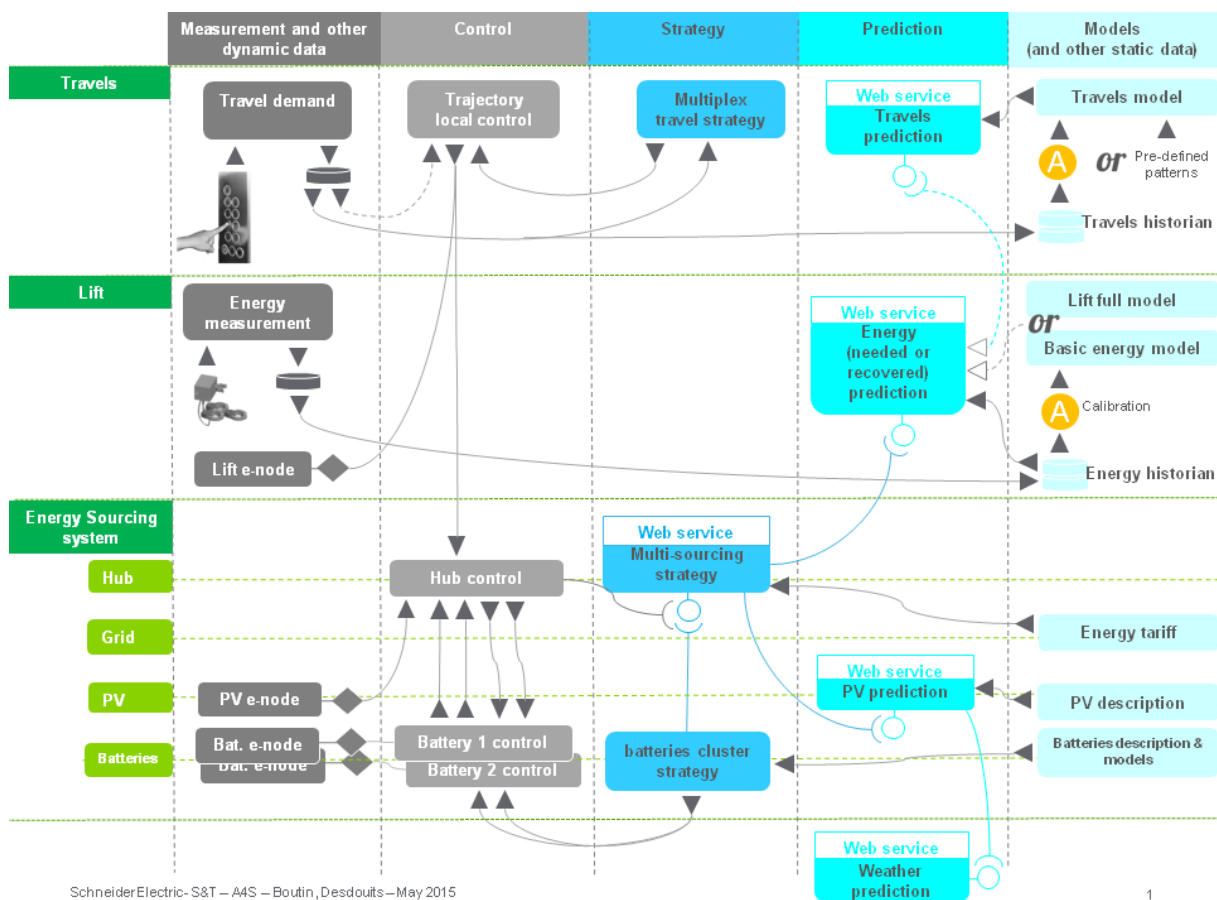 Measurement and other
dynamic data
Control
Strategy
Prediction
Models
(and other static data)
Travels
Travel demand
Trajectory
local control
Multiplex
travel strategy
Web service
Travels
prediction
Travels model
A
or
Pre-defined
patterns
Travels historian
Lift
Energy
measurement
Web service
Energy
(needed or
recovered)
prediction
Lift full model
or
Basic energy model
A
Calibration
Lift e-node
Energy historian
Energy Sourcing
system
Web service
Multi-sourcing
strategy
Hub
Hub control
Grid
Energy tariff
PV
PV e-node
Web service
PV prediction
PV description
Batteries
Bat. e-node
Bat. e-node
Battery 1 control
Battery 2 control
batteries cluster
strategy
Batteries description &
models
Web service
Weather
prediction
SchneiderElectric- S&T – A4S – Boutin, Desdouits – May 2015
1